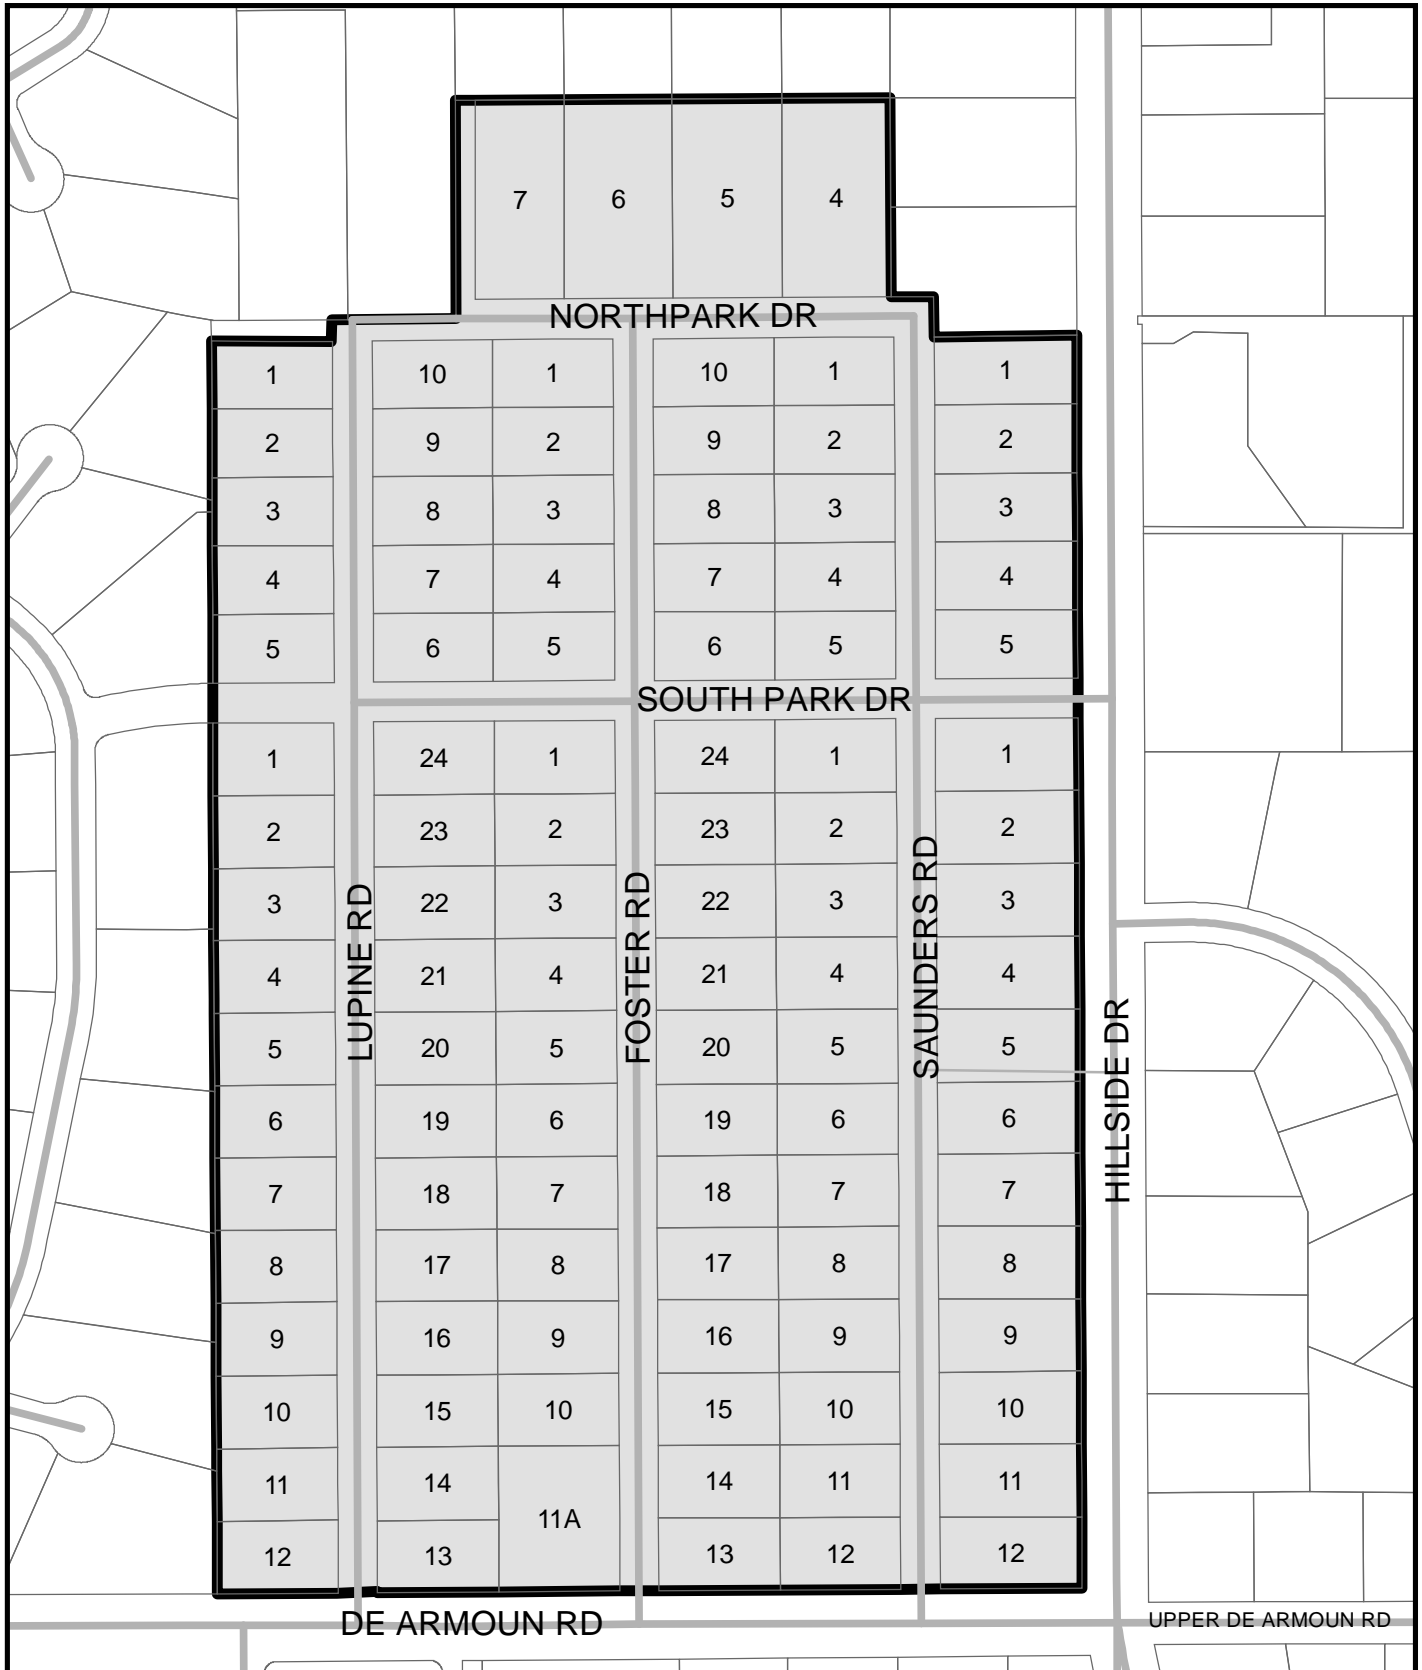 7 6 5 4
NORTHPARK DR
1 10 1 10 1 1
2 9 2 9 2 2
3 8 3 8 3 3
4 7 4 7 4 4
5 6 5 6 5 5
SOUTH PARK DR
1 24 1 24 1 1
2 23 2 23 2 2
3 22 3 22 3 3
4 21 4 21 4 4
5 20 5 20 5 5
6 19 6 19 6 6
7 18 7 18 7 7
8 17 8 17 8 8
9 16 9 16 9 9
10 15 10 15 10 10
11 14 11A 14 11 11
12 13 13 12 12
LUPINE RD
FOSTER RD
SAUNDERS RD
HILLSIDE DR
DE ARMOUN RD
UPPER DE ARMOUN RD